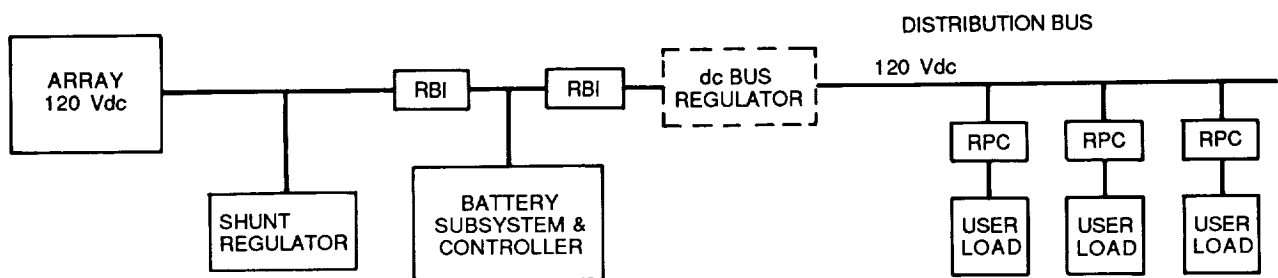 DISTRIBUTION BUS
ARRAY
120 Vdc
RBI
RBI
dc BUS
REGULATOR
120 Vdc
RPC
RPC
RPC
SHUNT
REGULATOR
BATTERY
SUBSYSTEM &
CONTROLLER
USER
LOAD
USER
LOAD
USER
LOAD